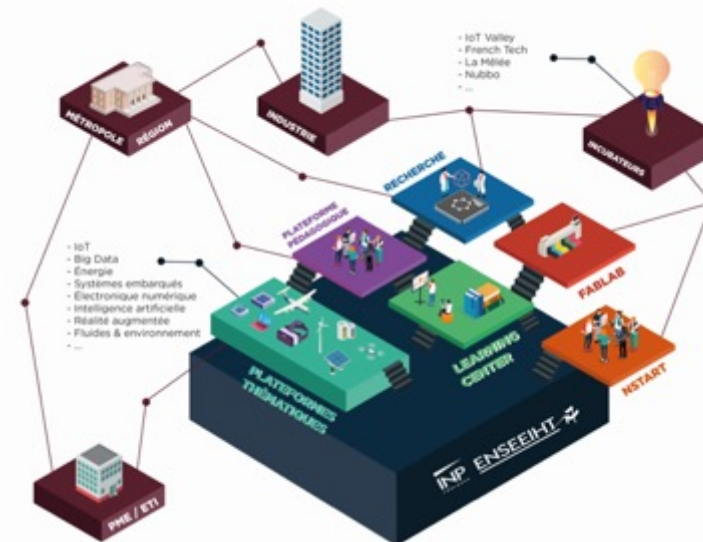 - IoT Valley
- French Tech
- La Mêlée
- Nubbo
- ...
MÉTROPOLE
RÉGION
INDUSTRIE
INCUBATEURS
RECHERCHE
PLATEFORME
PÉDAGOGIQUE
FABLAB
- IoT
- Big Data
- Énergie
- Systèmes embarqués
- Électronique numérique
- Intelligence artificielle
- Réalité augmentée
- Fluides & environnement
- ...
LEARNING
CENTER
NSTART
PLATEFORMES
THÉMATIQUES
INP ENSEEIHT
PME / ETI